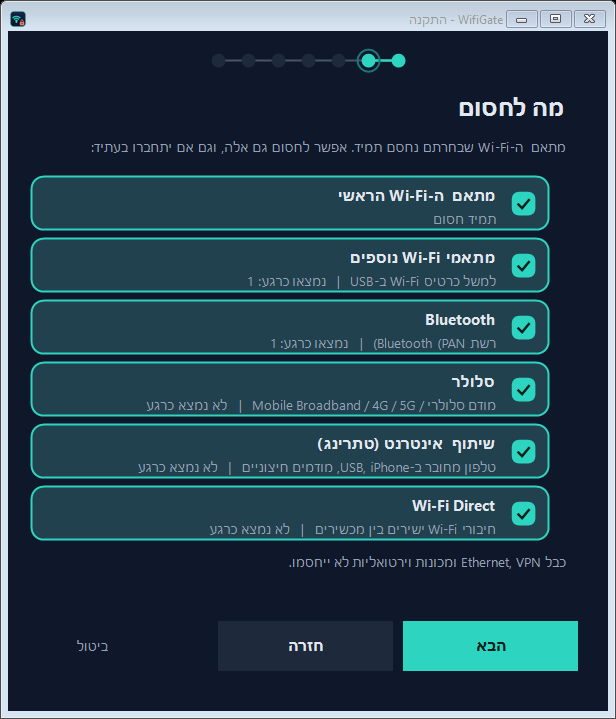 WifiGate - התקנה
מה לחסום
מתאם ה-Wi-Fi שבחרתם נחסם תמיד. אפשר לחסום גם אלה, וגם אם יתחברו בעתיד:
מתאם ה-Wi-Fi הראשי
תמיד חסום
מתאמי Wi-Fi נוספים
למשל כרטיס Wi-Fi ב-USB | נמצאו כרגע: 1
Bluetooth
רשת Bluetooth (PAN) | נמצאו כרגע: 1
סלולר
מודם סלולרי / Mobile Broadband / 4G / 5G | לא נמצא כרגע
שיתוף אינטרנט (טתרינג)
טלפון מחובר ב-USB, iPhone, מודמים חיצוניים | לא נמצא כרגע
Wi-Fi Direct
חיבורי Wi-Fi ישירים בין מכשירים | לא נמצא כרגע
כבל Ethernet, VPN ומכונות וירטואליות לא ייחסמו.
הבא
חזרה
ביטול